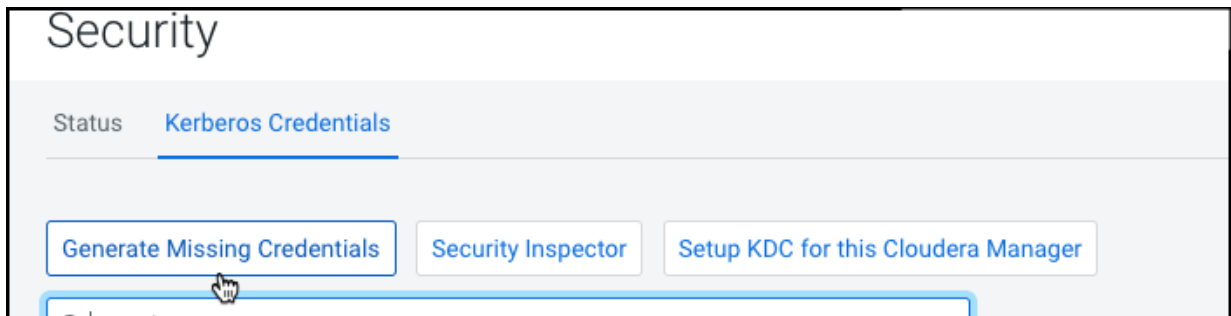 Security
Status Kerberos Credentials
Generate Missing Credentials Security Inspector Setup KDC for this Cloudera Manager